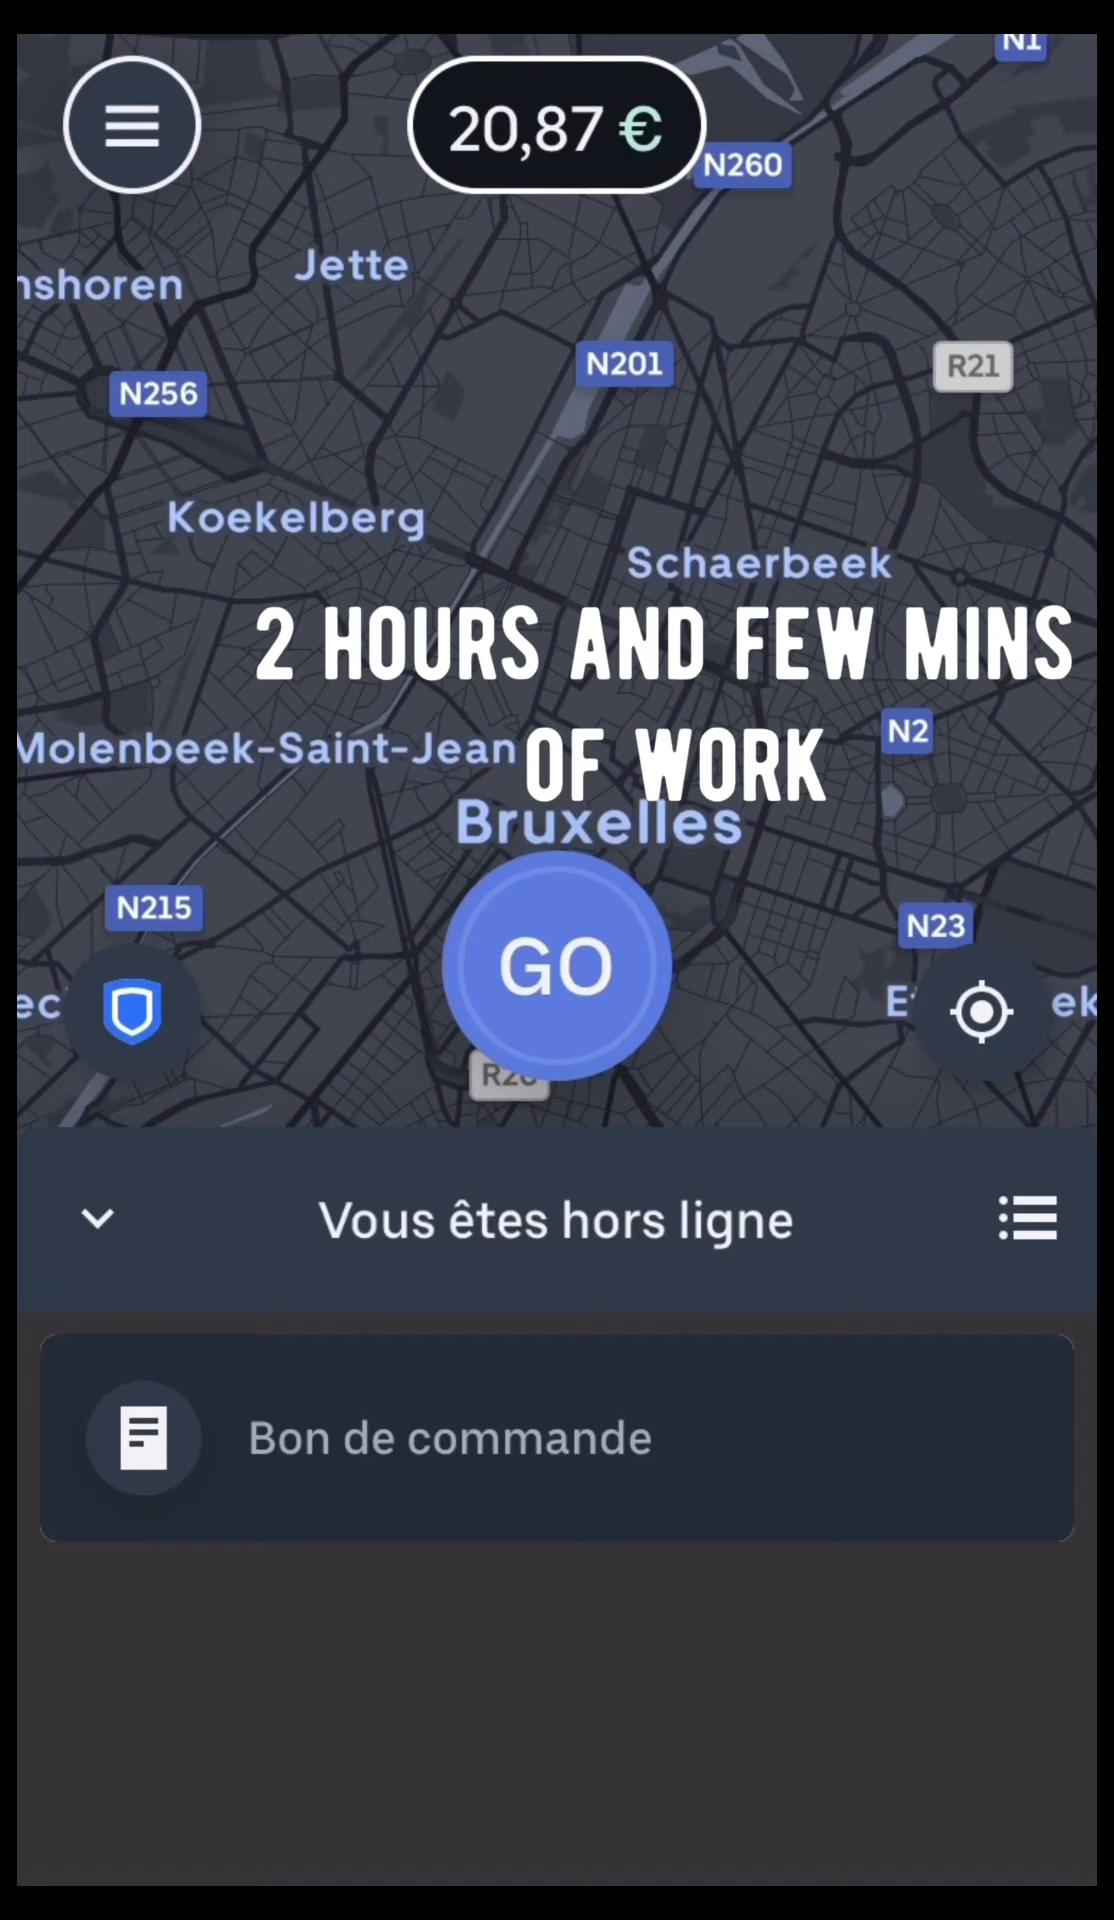 N1
20,87 €
N260
Jette
nshoren
N201
R21
N256
Koekelberg
Schaerbeek
2 HOURS AND FEW MINS
OF WORK
N2
Molenbeek-Saint-Jean
Bruxelles
N215
N23
GO
Vous êtes hors ligne
Bon de commande